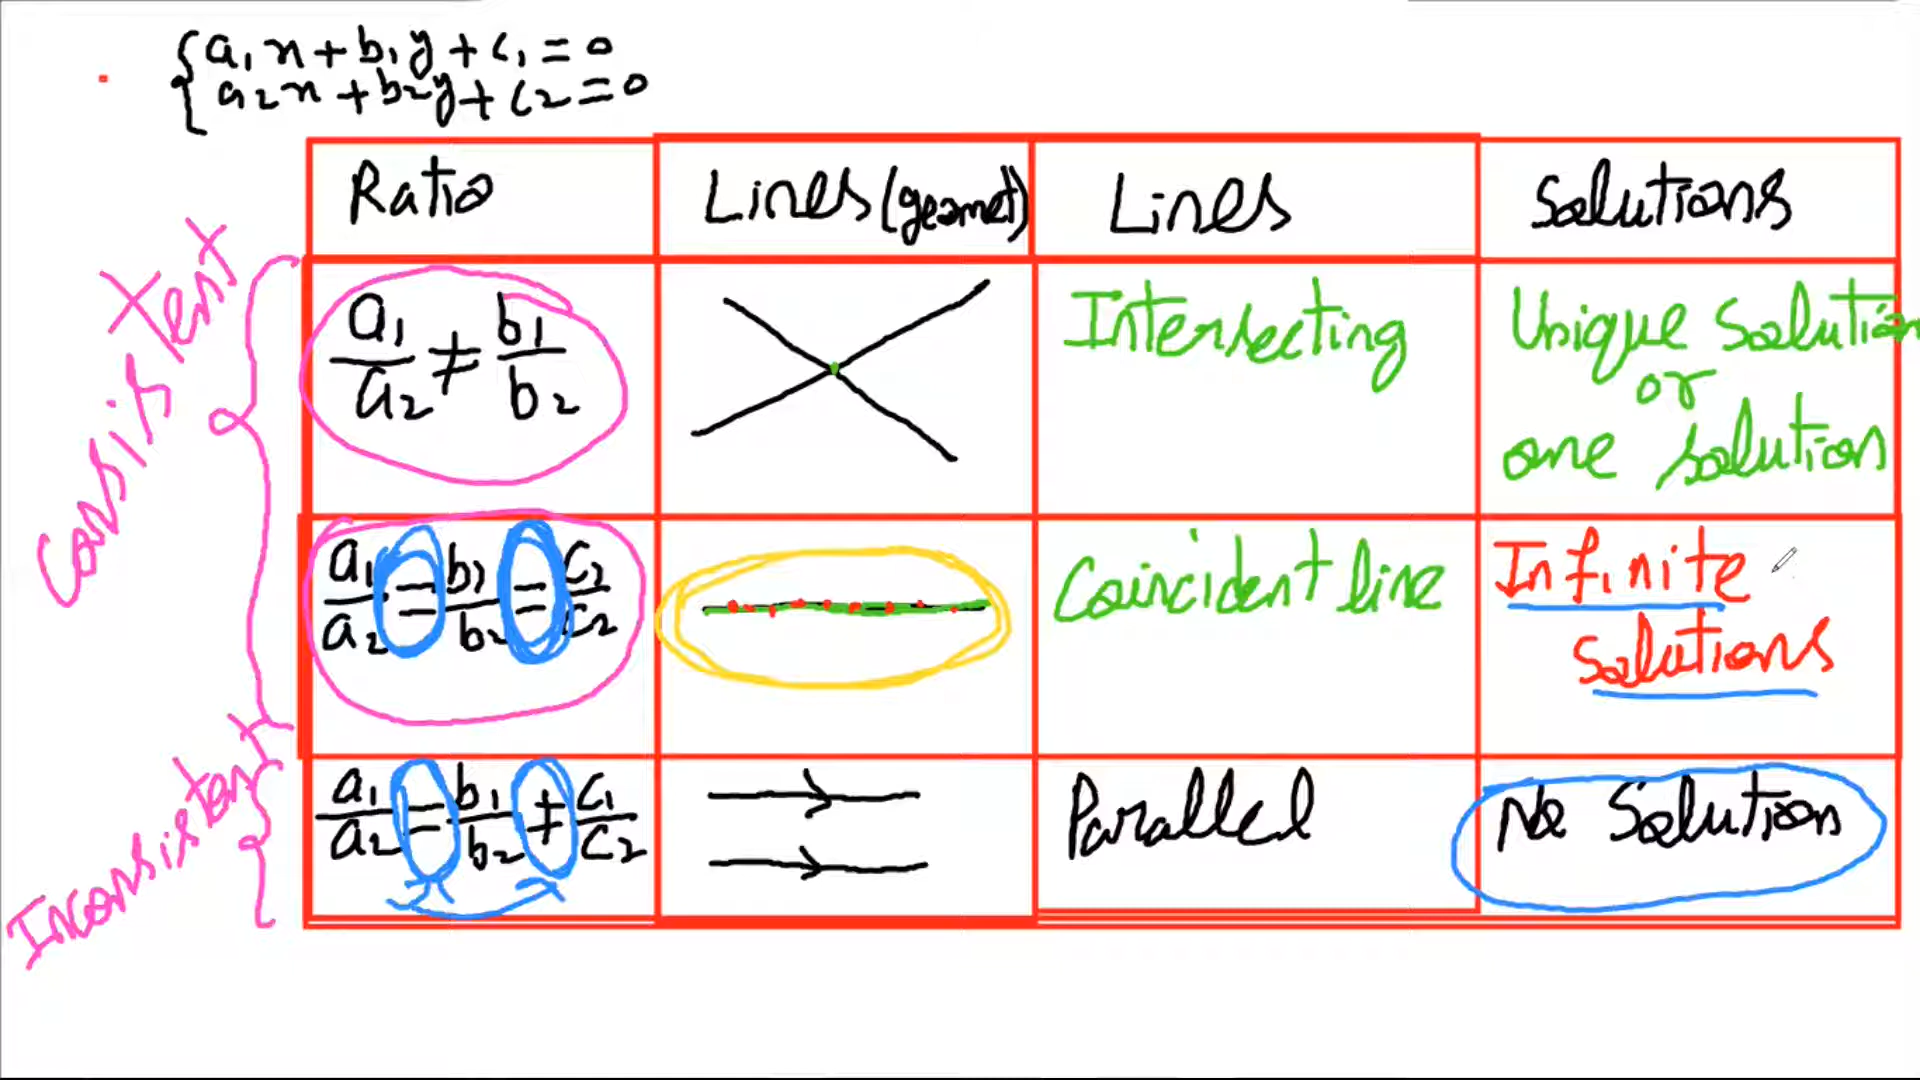 a₁x + b₁y + c₁ = 0
a₂x + b₂y + c₂ = 0
Ratio
Lines (geomet)
Lines
Solutions
Consistent
a₁/a₂ ≠ b₁/b₂
Intersecting
Unique Solution
or
one solution
a₁/a₂ = b₁/b₂ = c₁/c₂
Coincident line
Infinite
Solutions
Inconsistent
a₁/a₂ = b₁/b₂ ≠ c₁/c₂
Parallel
No Solution